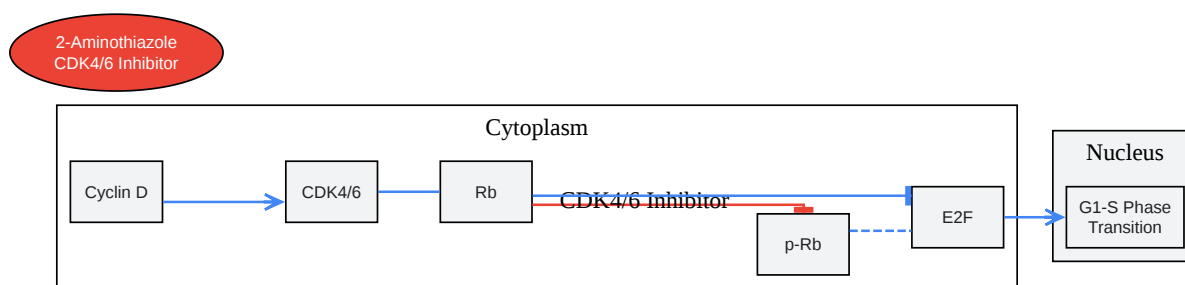 2-Aminothiazole
CDK4/6 Inhibitor
Cytoplasm
Cyclin D
CDK4/6
Rb
CDK4/6 Inhibitor
p-Rb
E2F
Nucleus
G1-S Phase
Transition